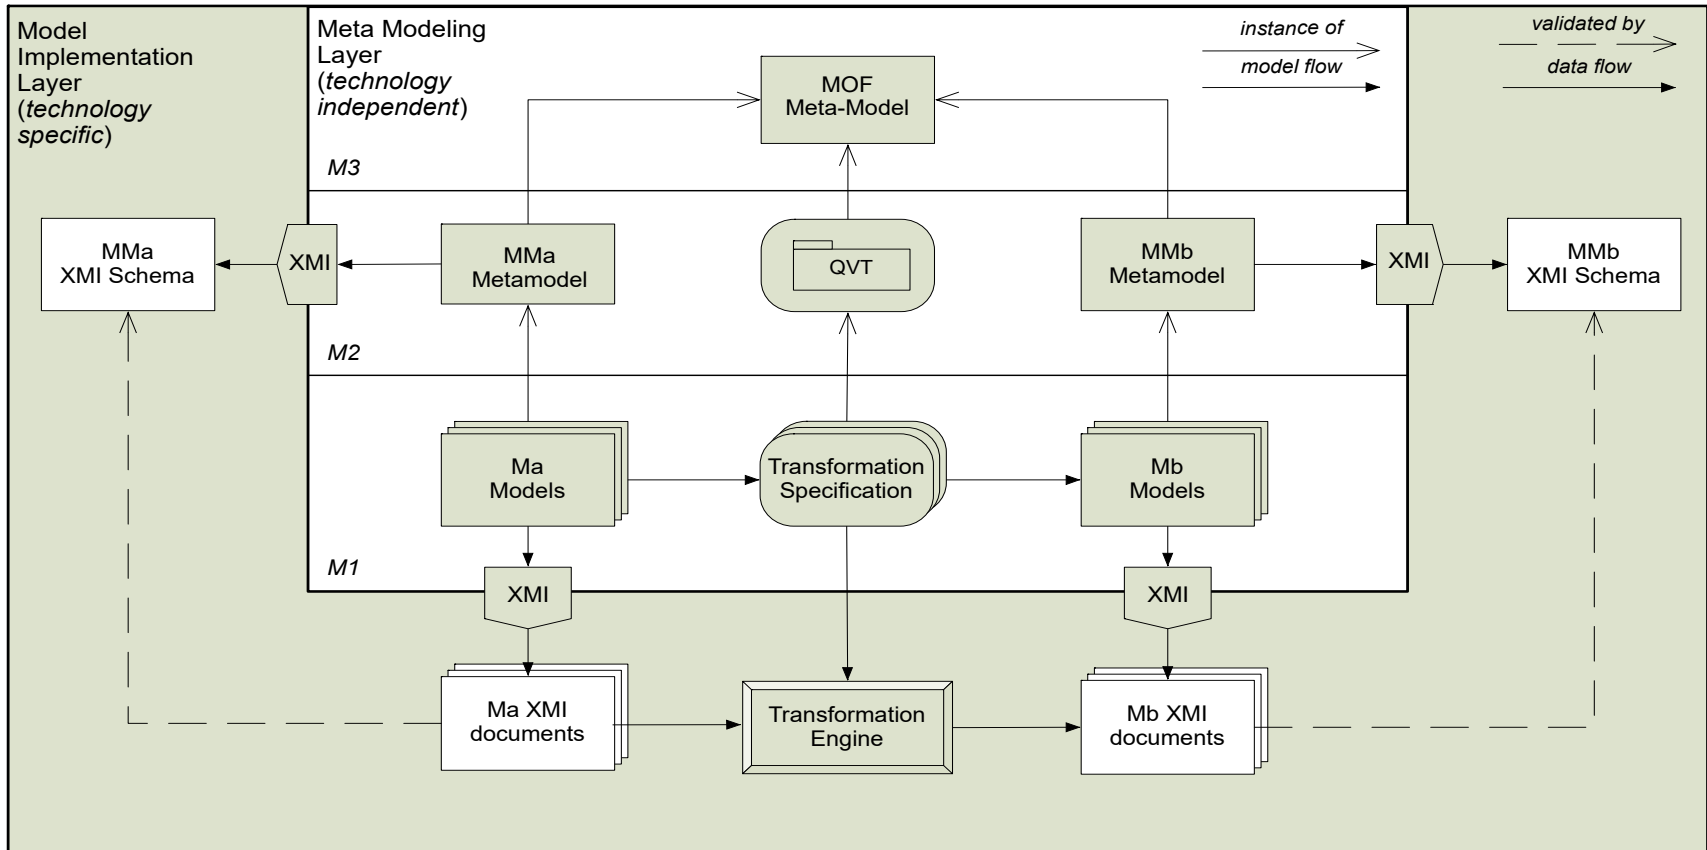 Model
Implementation
Layer
(technology
specific)
Meta Modeling
Layer
(technology
independent)
instance of
model flow
validated by
data flow
MOF
Meta-Model
M3
MMa
XMI Schema
XMI
MMa
Metamodel
QVT
MMb
Metamodel
XMI
MMb
XMI Schema
M2
Ma
Models
Transformation
Specification
Mb
Models
M1
XMI
XMI
Ma XMI
documents
Transformation
Engine
Mb XMI
documents